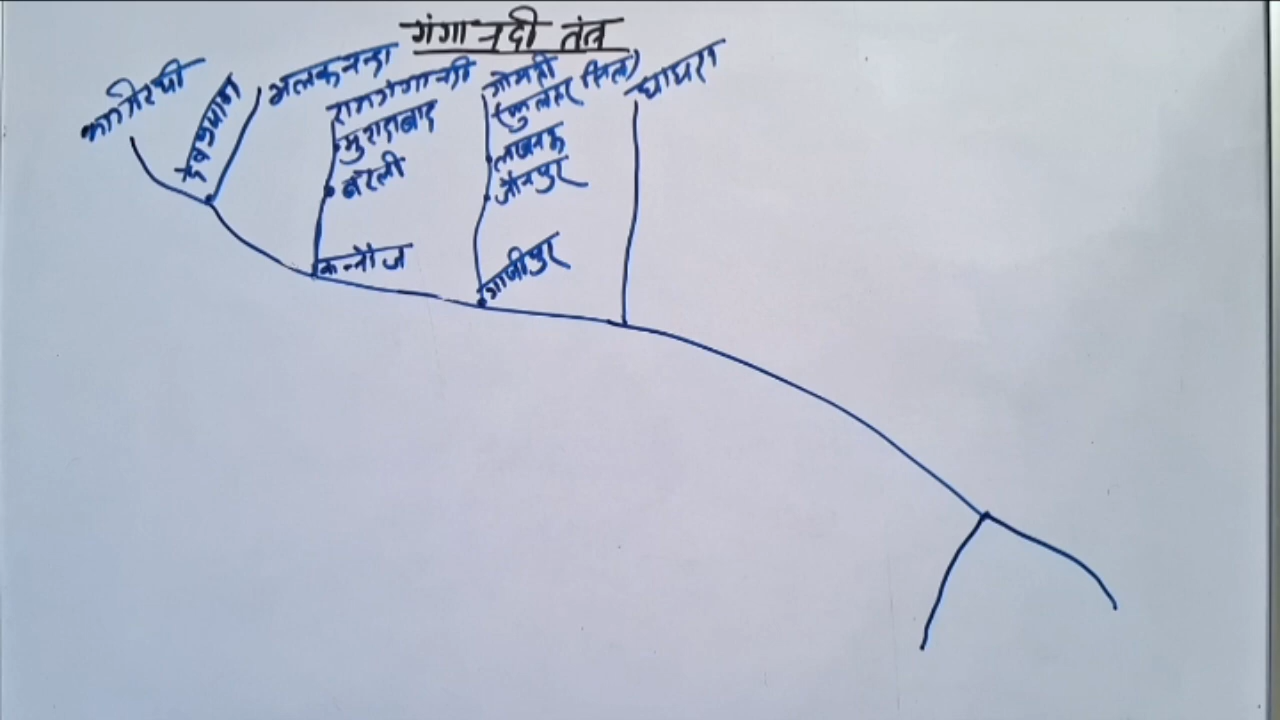 गंगा नदी तंत्र
भागीरथी
देवप्रयाग
अलकनन्दा
रामगंगा नदी
मुरादाबाद
बरेली
कन्नौज
गोमती
(फुलहर झिल)
लखनऊ
जौनपुर
गाजीपुर
घाघरा